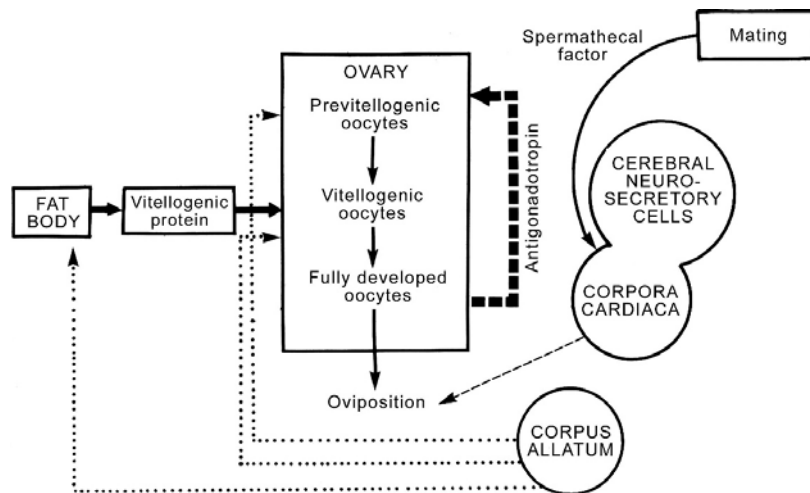 Spermathecal
factor
Mating
OVARY
Previtellogenic
oocytes
CEREBRAL
NEURO-
SECRETORY
CELLS
FAT
BODY
Vitellogenic
protein
Vitellogenic
oocytes
Antigonadotropin
Fully developed
oocytes
CORPORA
CARDIACA
Oviposition
CORPUS
ALLATUM